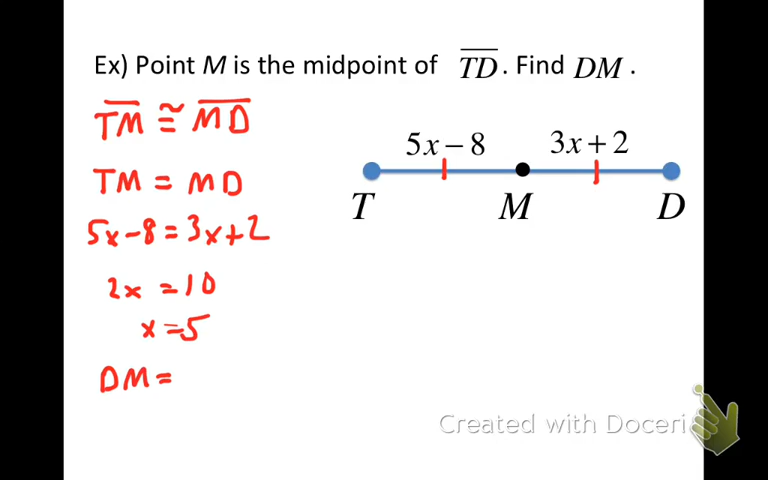 Ex) Point M is the midpoint of TD. Find DM.
TM ≅ MD
5x − 8
3x + 2
TM = MD
T
M
D
5x − 8 = 3x + 2
2x = 10
x = 5
DM =
Created with Doceri